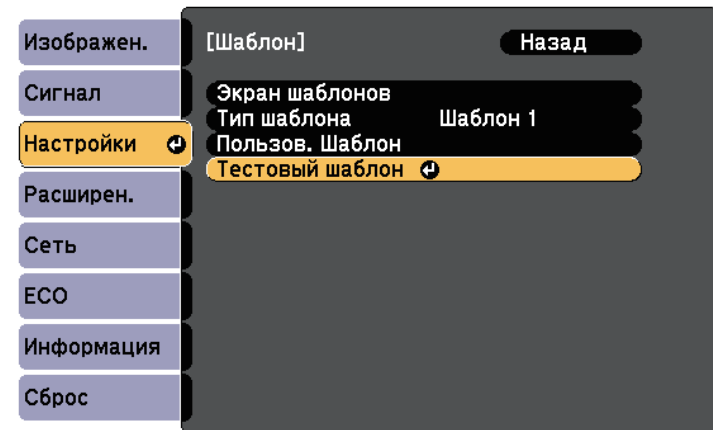 Изображен.
Сигнал
Настройки
Расширен.
Сеть
ECO
Информация
Сброс
[Шаблон] Назад
Экран шаблонов
Тип шаблона Шаблон 1
Пользов. Шаблон
Тестовый шаблон